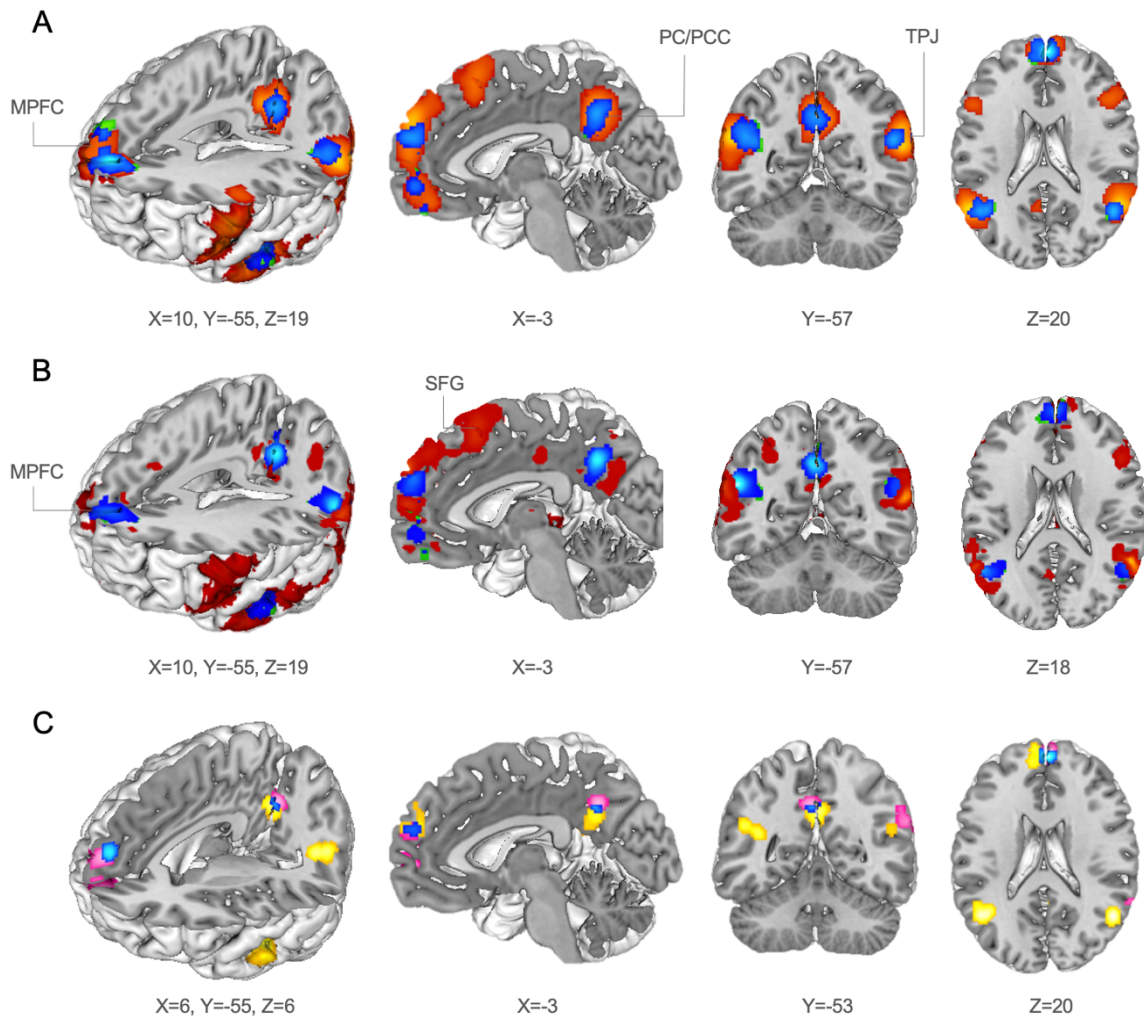 A
PC/PCC
TPJ
MPFC
X=10, Y=-55, Z=19
X=-3
Y=-57
Z=20
B
SFG
MPFC
X=10, Y=-55, Z=19
X=-3
Y=-57
Z=18
C
X=6, Y=-55, Z=6
X=-3
Y=-53
Z=20